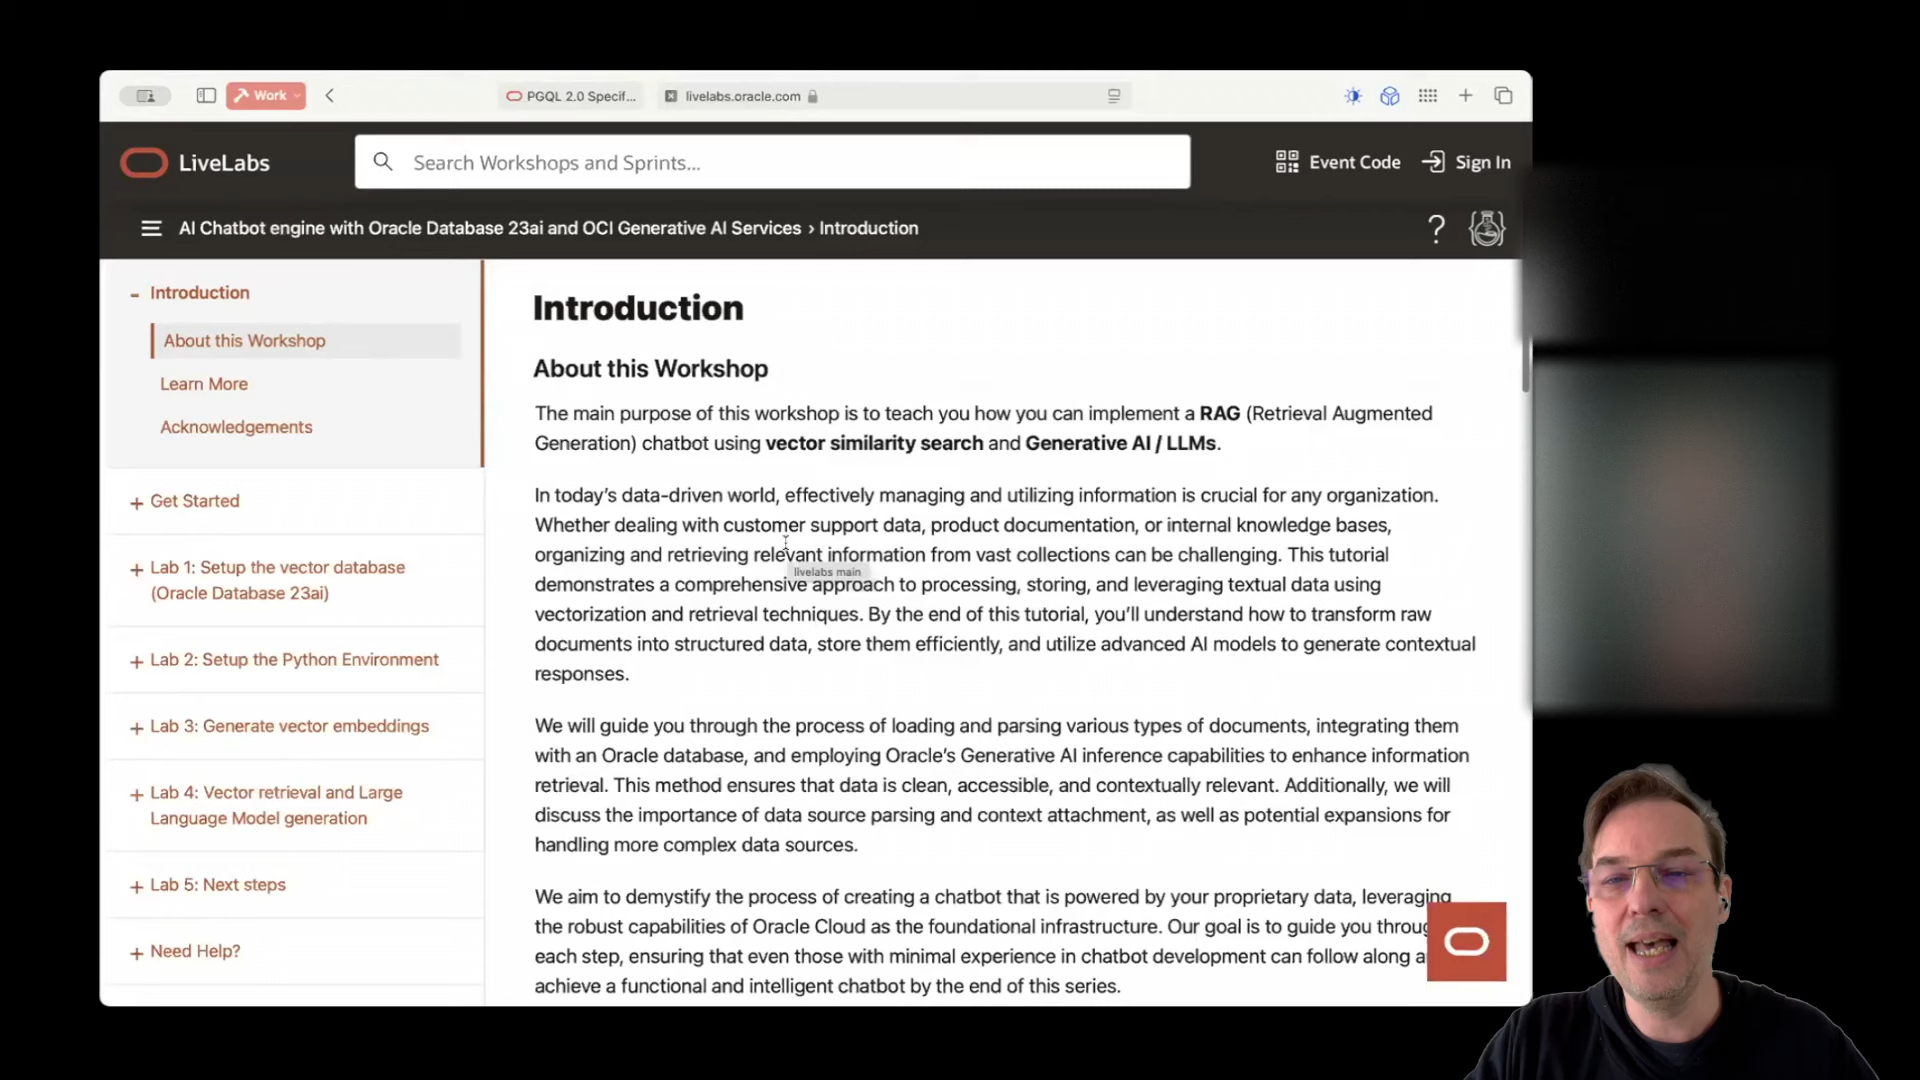 Work
PGQL 2.0 Specif...
livelabs.oracle.com
LiveLabs
Search Workshops and Sprints...
Event Code
Sign In
AI Chatbot engine with Oracle Database 23ai and OCI Generative AI Services › Introduction
?
- Introduction
About this Workshop
Learn More
Acknowledgements
+ Get Started
+ Lab 1: Setup the vector database
(Oracle Database 23ai)
+ Lab 2: Setup the Python Environment
+ Lab 3: Generate vector embeddings
+ Lab 4: Vector retrieval and Large
Language Model generation
+ Lab 5: Next steps
+ Need Help?
Introduction
About this Workshop
The main purpose of this workshop is to teach you how you can implement a RAG (Retrieval Augmented
Generation) chatbot using vector similarity search and Generative AI / LLMs.
In today's data-driven world, effectively managing and utilizing information is crucial for any organization.
Whether dealing with customer support data, product documentation, or internal knowledge bases,
organizing and retrieving relevant information from vast collections can be challenging. This tutorial
livelabs main
demonstrates a comprehensive approach to processing, storing, and leveraging textual data using
vectorization and retrieval techniques. By the end of this tutorial, you'll understand how to transform raw
documents into structured data, store them efficiently, and utilize advanced AI models to generate contextual
responses.
We will guide you through the process of loading and parsing various types of documents, integrating them
with an Oracle database, and employing Oracle's Generative AI inference capabilities to enhance information
retrieval. This method ensures that data is clean, accessible, and contextually relevant. Additionally, we will
discuss the importance of data source parsing and context attachment, as well as potential expansions for
handling more complex data sources.
We aim to demystify the process of creating a chatbot that is powered by your proprietary data, leveraging
the robust capabilities of Oracle Cloud as the foundational infrastructure. Our goal is to guide you throu
each step, ensuring that even those with minimal experience in chatbot development can follow along a
achieve a functional and intelligent chatbot by the end of this series.